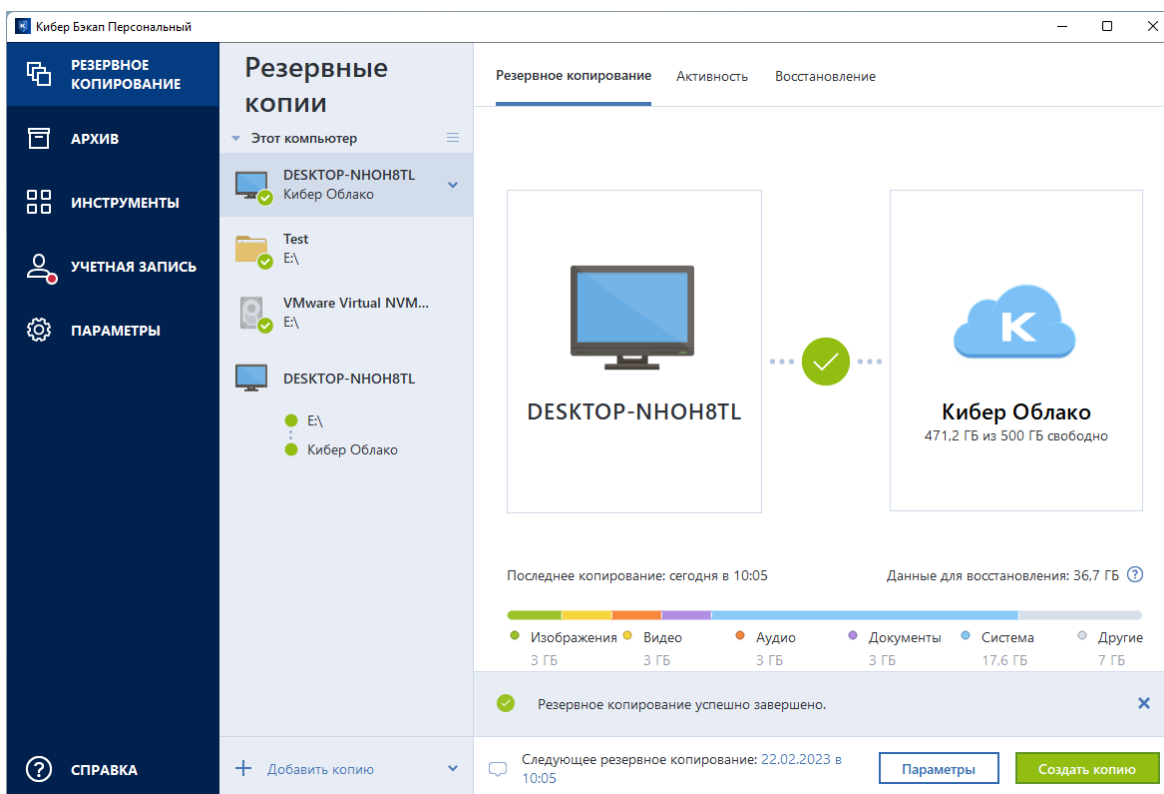 Кибер Бэкап Персональный
РЕЗЕРВНОЕ
КОПИРОВАНИЕ
АРХИВ
ИНСТРУМЕНТЫ
УЧЕТНАЯ ЗАПИСЬ
ПАРАМЕТРЫ
СПРАВКА
Резервные
копии
Этот компьютер
DESKTOP-NHOH8TL
Кибер Облако
Test
E:\
VMware Virtual NVM...
E:\
DESKTOP-NHOH8TL
E:\
Кибер Облако
Добавить копию
Резервное копирование Активность Восстановление
DESKTOP-NHOH8TL
K
Кибер Облако
471,2 ГБ из 500 ГБ свободно
Последнее копирование: сегодня в 10:05 Данные для восстановления: 36,7 ГБ ?
Изображения Видео Аудио Документы Система Другие
3 ГБ 3 ГБ 3 ГБ 3 ГБ 17,6 ГБ 7 ГБ
Резервное копирование успешно завершено.
Следующее резервное копирование: 22.02.2023 в
10:05
Параметры
Создать копию